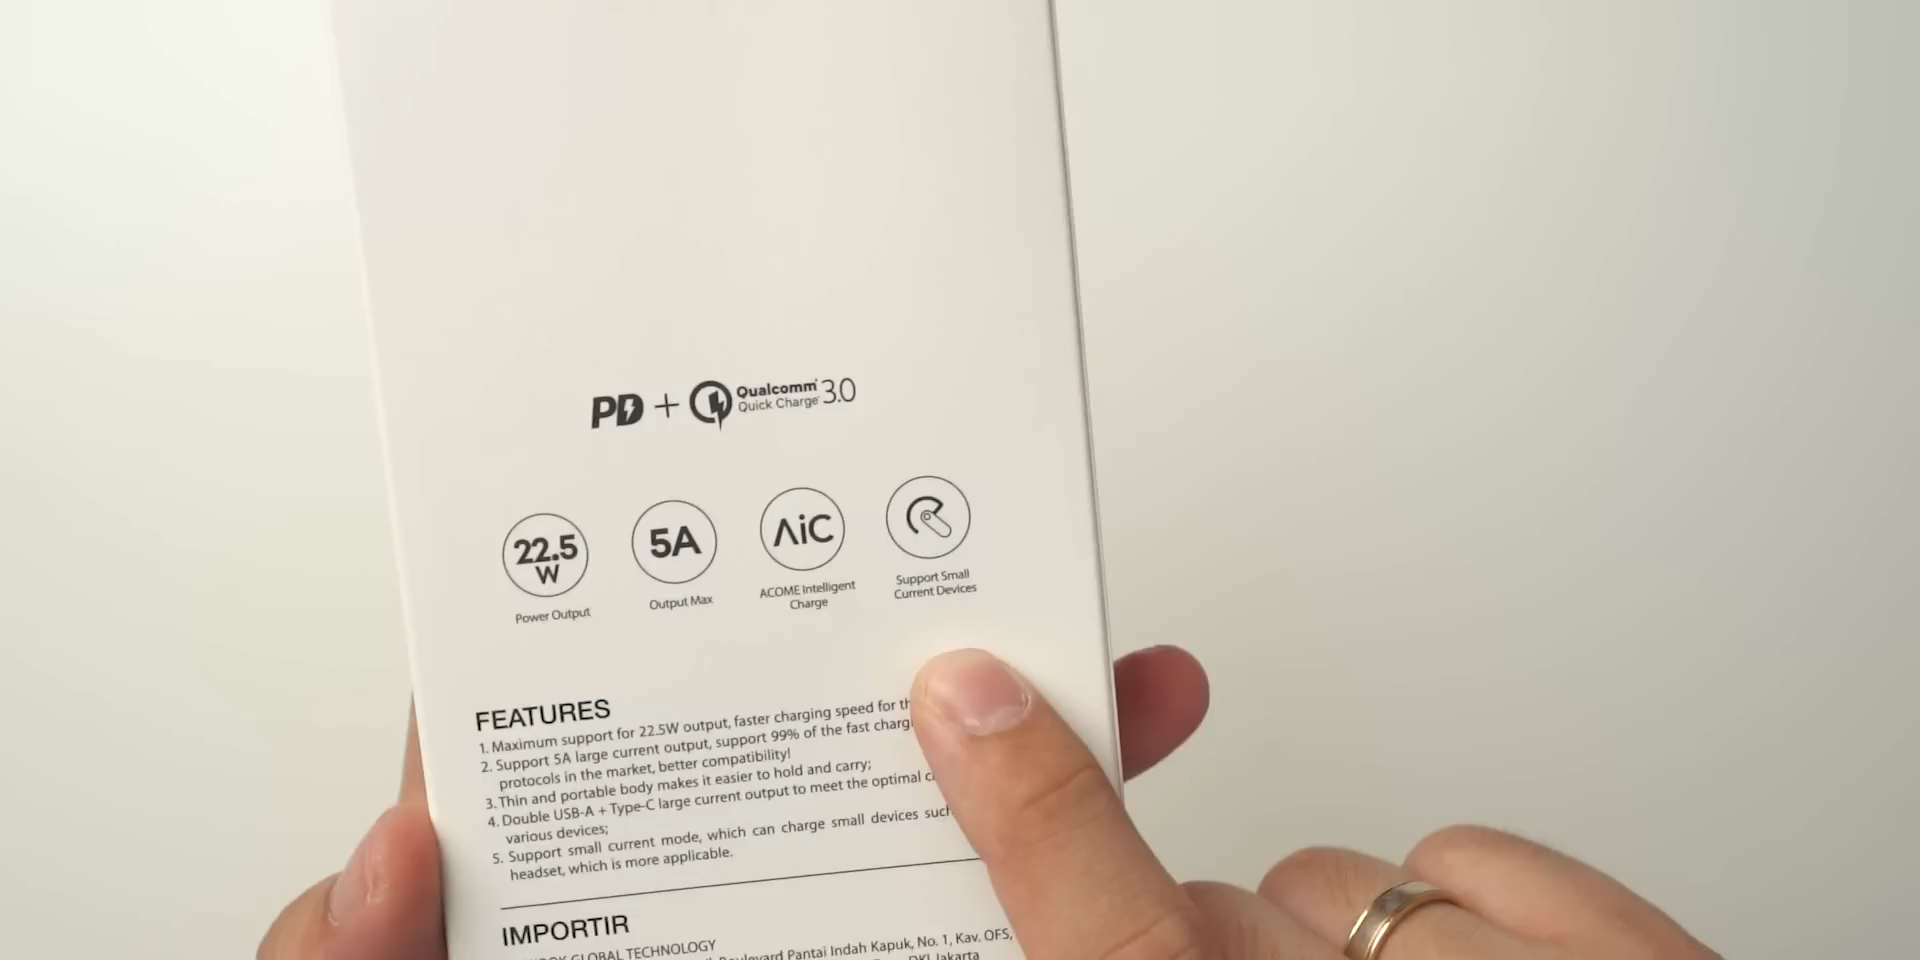 PD + Qualcomm Quick Charge 3.0
22.5 W
Power Output
5A
Output Max
AiC
ACOME Intelligent
Charge
Support Small
Current Devices
FEATURES
1. Maximum support for 22.5W output, faster charging speed for
2. Support 5A large current output, support 99% of the fast
protocols in the market, better compatibility!
3. Thin and portable body makes it easier to hold and carry;
4. Double USB-A + Type-C large current output to meet the optimal
various devices;
5. Support small current mode, which can charge small devices such
headset, which is more applicable.
IMPORTIR
GLOBAL TECHNOLOGY
Boulevard Pantai Indah Kapuk, No. 1, Kav. OFS,
DKI Jakarta